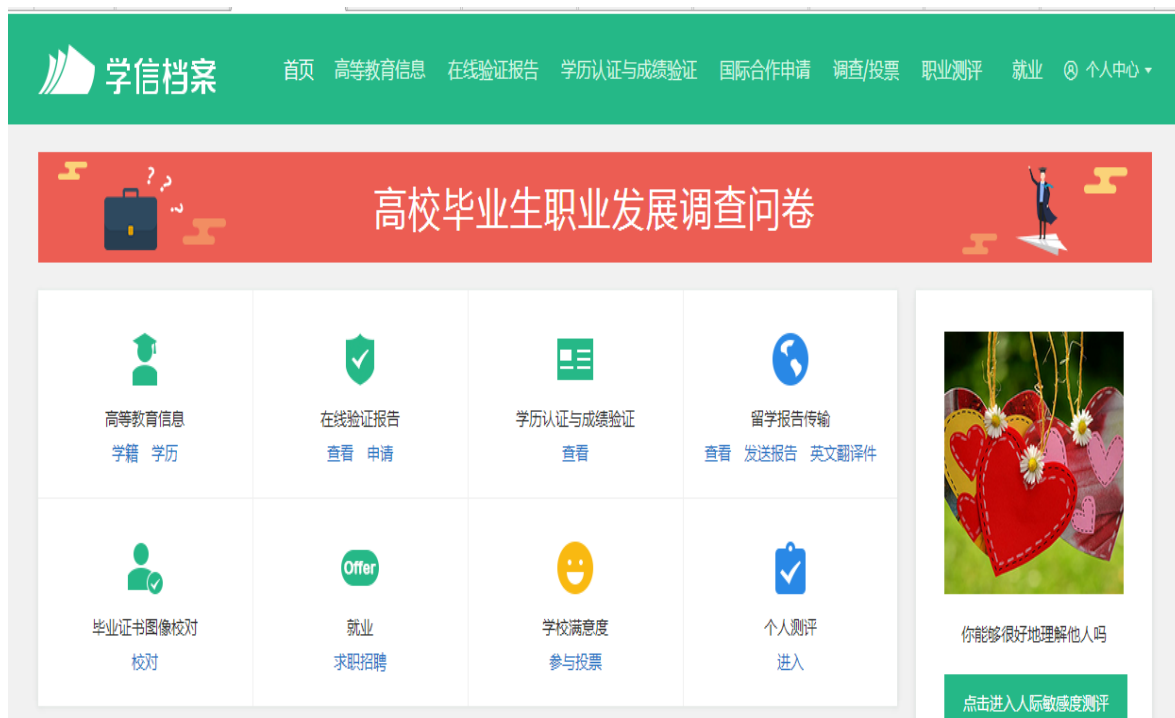 学信档案
首页 高等教育信息 在线验证报告 学历认证与成绩验证 国际合作申请 调查/投票 职业测评 就业 个人中心
? ? ?
高校毕业生职业发展调查问卷
高等教育信息
学籍 学历
在线验证报告
查看 申请
学历认证与成绩验证
查看
留学报告传输
查看 发送报告 英文翻译件
毕业证书图像校对
校对
Offer
就业
求职招聘
学校满意度
参与投票
个人测评
进入
你能够很好地理解他人吗
点击进入人际敏感度测评